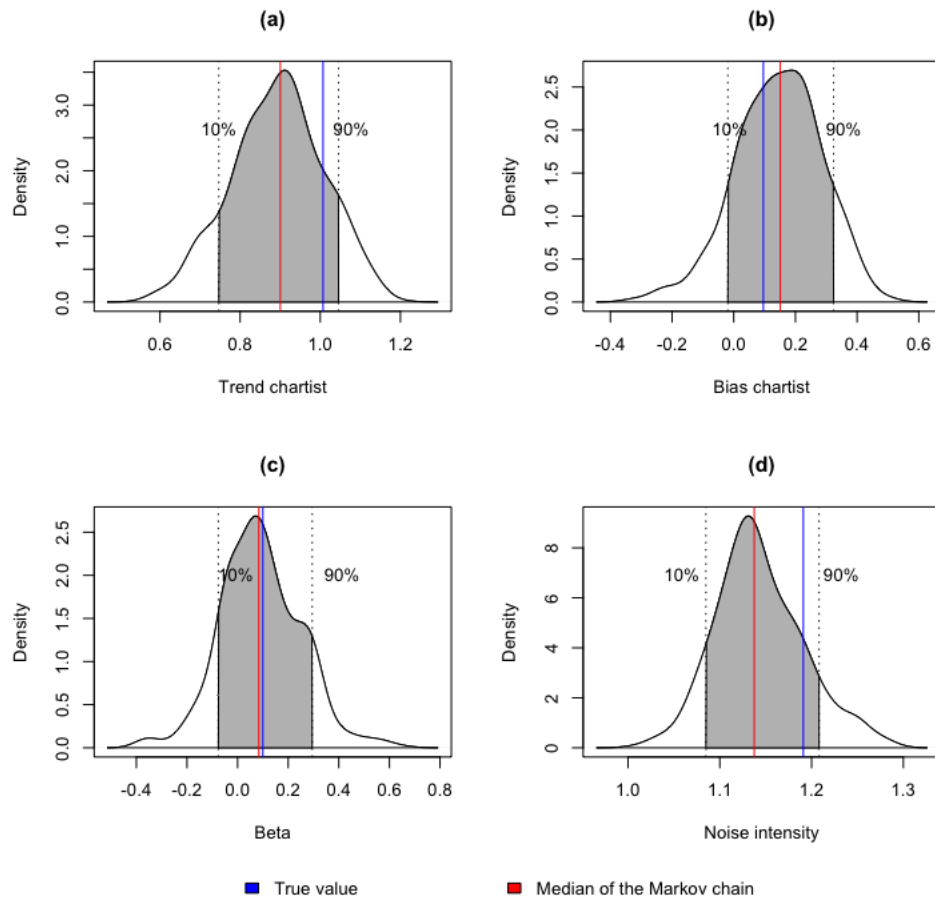 (a)
(b)
Density
0.0 1.0 2.0 3.0
10%
90%
0.6 0.8 1.0 1.2
Trend chartist
Density
0.0 0.5 1.0 1.5 2.0 2.5
10%
90%
-0.4 -0.2 0.0 0.2 0.4 0.6
Bias chartist
(c)
(d)
Density
0.0 0.5 1.0 1.5 2.0 2.5
10%
90%
-0.4 -0.2 0.0 0.2 0.4 0.6 0.8
Beta
Density
0 2 4 6 8
10%
90%
1.0 1.1 1.2 1.3
Noise intensity
True value
Median of the Markov chain